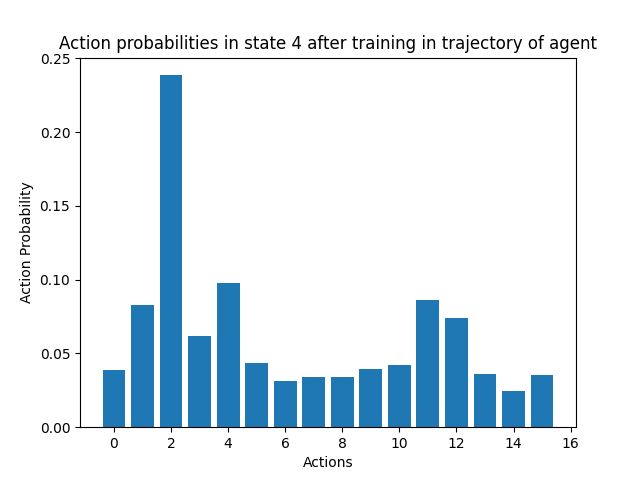 Action probabilities in state 4 after training in trajectory of agent
0.25
0.20
0.15
0.10
0.05
0.00
Action Probability
0 2 4 6 8 10 12 14 16
Actions